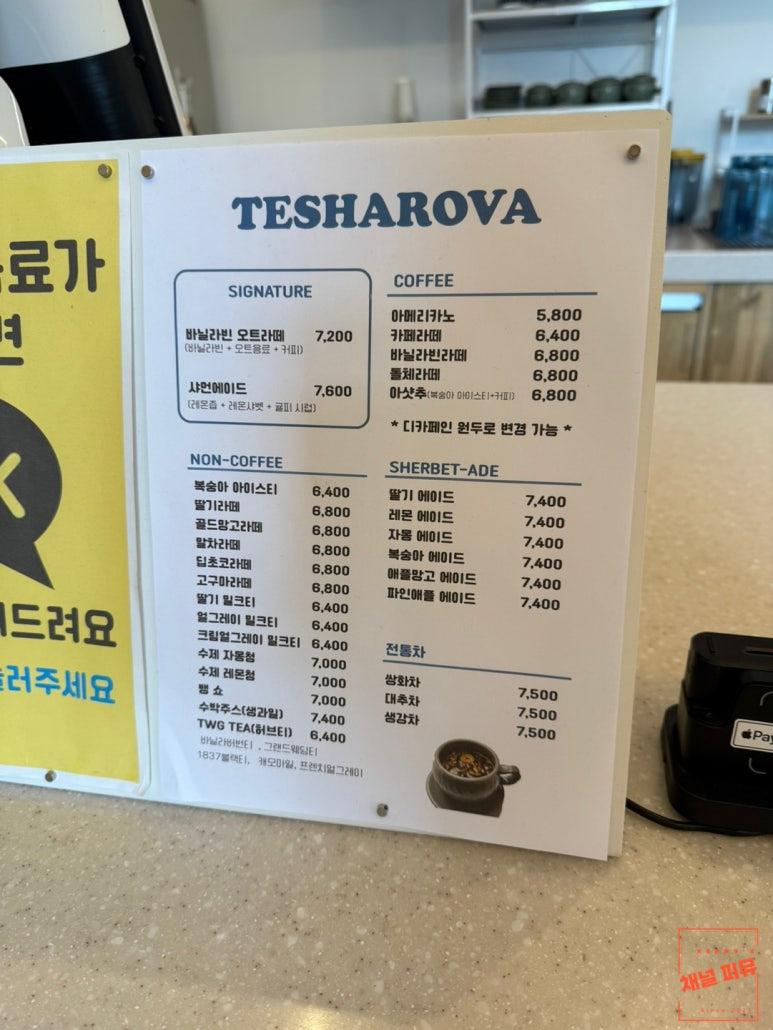 료가
면
드려요
러주세요
TESHAROVA
SIGNATURE
바닐라빈 오트라떼 7,200
(바닐라빈 + 오트음료 + 커피)
샤먼에이드 7,600
(레몬즙 + 레몬샤벳 + 귤피 시럽)
COFFEE
아메리카노 5,800
카페라떼 6,400
바닐라빈라떼 6,800
돌체라떼 6,800
아샷추(복숭아 아이스티+커피) 6,800
* 디카페인 원두로 변경 가능 *
NON-COFFEE
복숭아 아이스티 6,400
딸기라떼 6,800
골드망고라떼 6,800
말차라떼 6,800
딥초코라떼 6,800
고구마라떼 6,800
딸기 밀크티 6,400
얼그레이 밀크티 6,400
크림얼그레이 밀크티 6,400
수제 자몽청 7,000
수제 레몬청 7,000
뱅 쇼 7,000
수박주스(생과일) 7,400
TWG TEA(허브티) 6,400
바닐라버번티 , 그랜드웨딩티
1837블랙티, 캐모마일, 프렌치얼그레이
SHERBET-ADE
딸기 에이드 7,400
레몬 에이드 7,400
자몽 에이드 7,400
복숭아 에이드 7,400
애플망고 에이드 7,400
파인애플 에이드 7,400
전통차
쌍화차 7,500
대추차 7,500
생강차 7,500
Pay
채널 퍼뮤